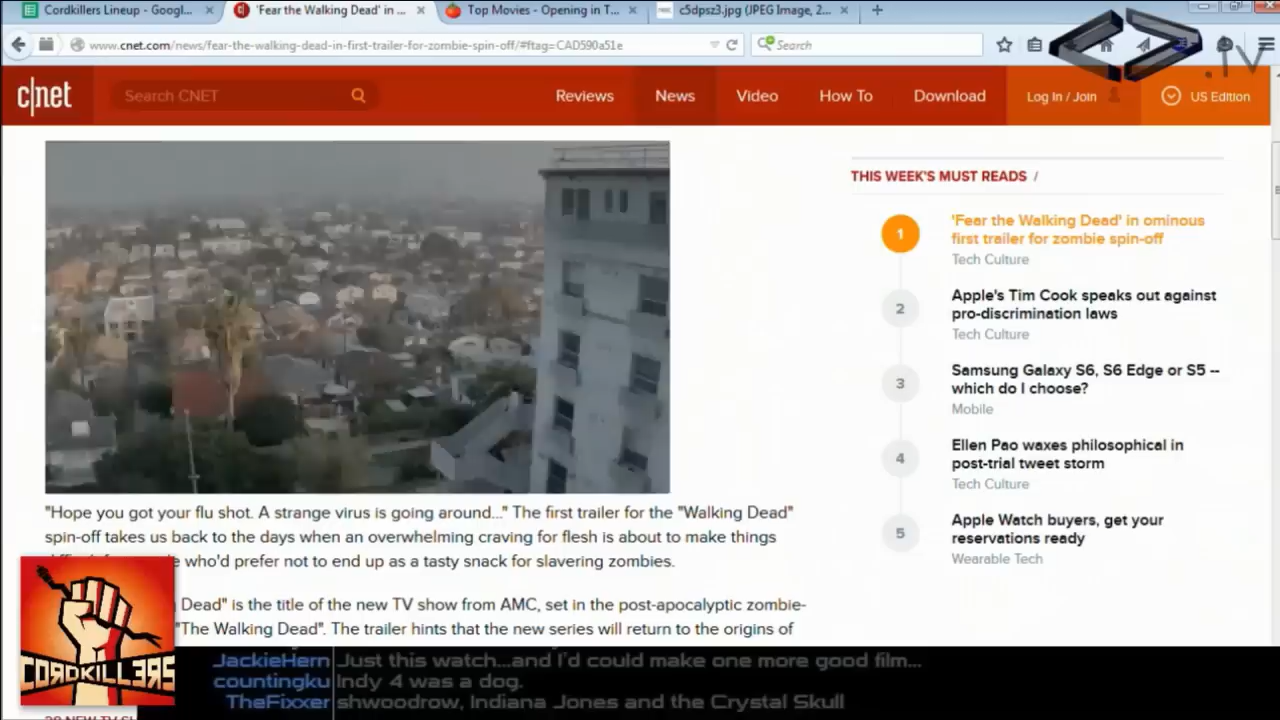 Cordkillers Lineup - Googl...
'Fear the Walking Dead' in ...
Top Movies - Opening in T...
c5dpsz3.jpg (JPEG Image, 2...
www.cnet.com/news/fear-the-walking-dead-in-first-trailer-for-zombie-spin-off/#ftag=CAD590a51e
Search
.TV
c|net
Search CNET
Reviews
News
Video
How To
Download
Log In / Join
US Edition
THIS WEEK'S MUST READS /
1
'Fear the Walking Dead' in ominous
first trailer for zombie spin-off
Tech Culture
2
Apple's Tim Cook speaks out against
pro-discrimination laws
Tech Culture
3
Samsung Galaxy S6, S6 Edge or S5 --
which do I choose?
Mobile
4
Ellen Pao waxes philosophical in
post-trial tweet storm
Tech Culture
5
Apple Watch buyers, get your
reservations ready
Wearable Tech
"Hope you got your flu shot. A strange virus is going around..." The first trailer for the "Walking Dead"
spin-off takes us back to the days when an overwhelming craving for flesh is about to make things
who'd prefer not to end up as a tasty snack for slavering zombies.
Dead" is the title of the new TV show from AMC, set in the post-apocalyptic zombie-
"The Walking Dead". The trailer hints that the new series will return to the origins of
CORDKILLERS
JackieHern Just this watch...and I'd could make one more good film...
countingku Indy 4 was a dog.
TheFixxer shwoodrow, Indiana Jones and the Crystal Skull